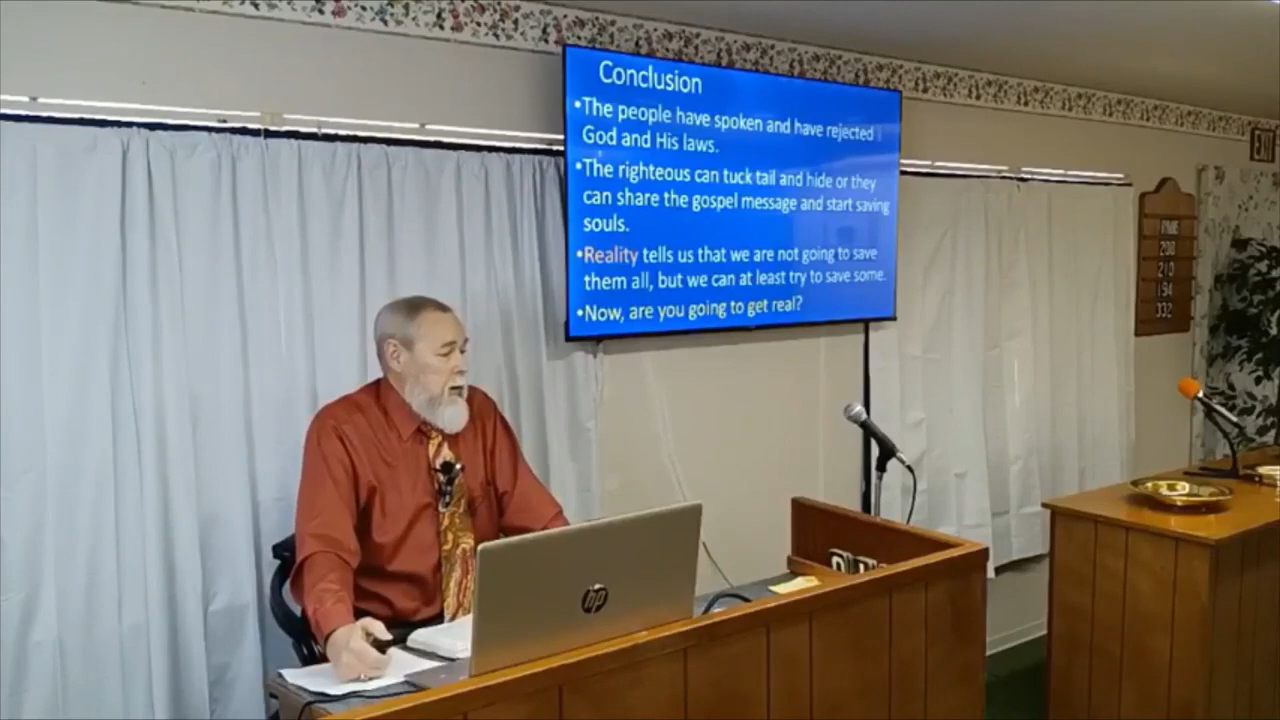 Conclusion
•The people have spoken and have rejected
God and His laws.
•The righteous can tuck tail and hide or they
can share the gospel message and start saving
souls.
•Reality tells us that we are not going to save
them all, but we can at least try to save some.
•Now, are you going to get real?
EXIT
HYMNS
208
210
194
332
hp